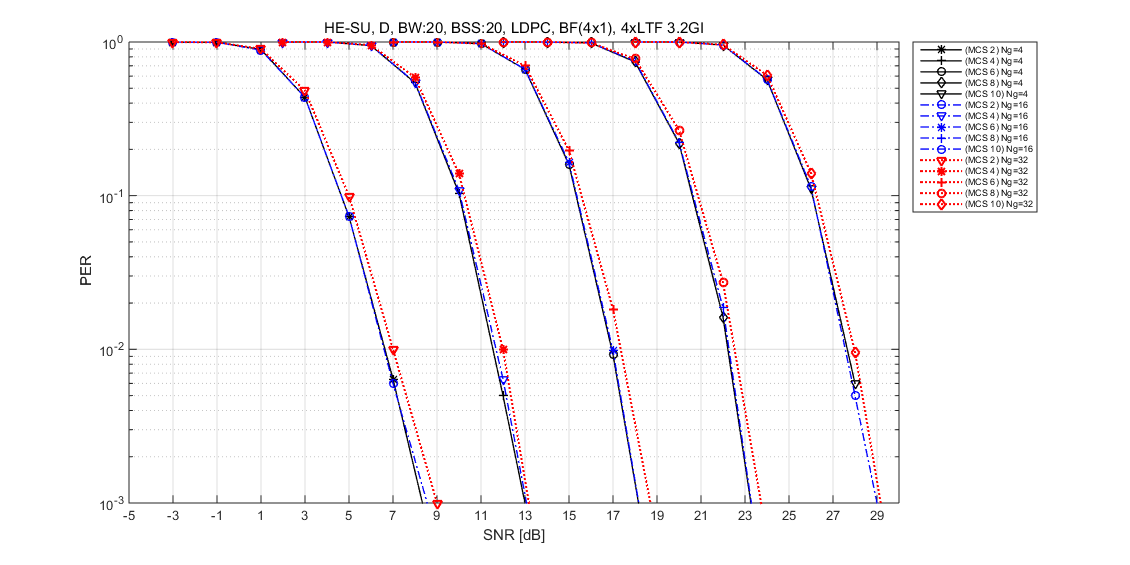 HE-SU, D, BW:20, BSS:20, LDPC, BF(4x1), 4xLTF 3.2GI
(MCS 2) Ng=4
(MCS 4) Ng=4
(MCS 6) Ng=4
(MCS 8) Ng=4
(MCS 10) Ng=4
(MCS 2) Ng=16
(MCS 4) Ng=16
(MCS 6) Ng=16
(MCS 8) Ng=16
(MCS 10) Ng=16
(MCS 2) Ng=32
(MCS 4) Ng=32
(MCS 6) Ng=32
(MCS 8) Ng=32
(MCS 10) Ng=32
10^0
10^-1
10^-2
10^-3
PER
-5 -3 -1 1 3 5 7 9 11 13 15 17 19 21 23 25 27 29
SNR [dB]